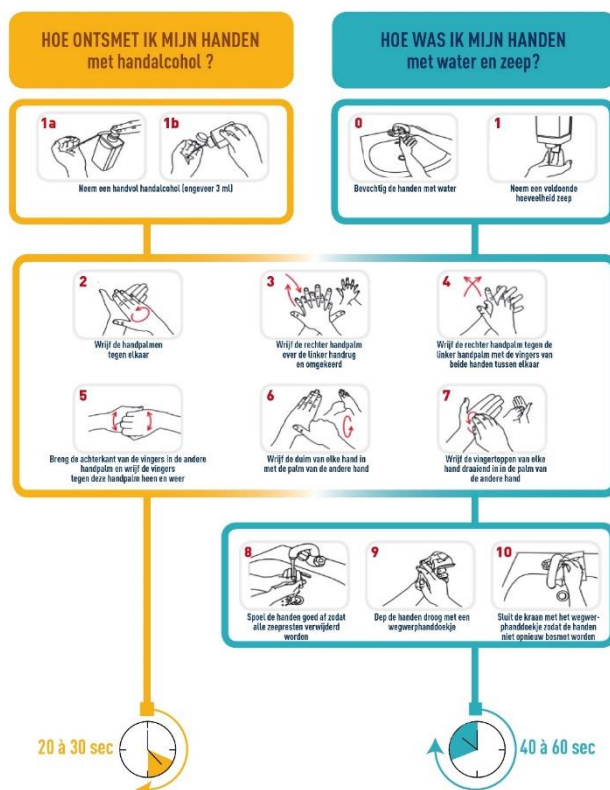 HOE ONTSMET IK MIJN HANDEN
met handalcohol ?
HOE WAS IK MIJN HANDEN
met water en zeep?
1a
1b
Neem een handvol handalcohol (ongeveer 3 ml)
0
Bevochtig de handen met water
1
Neem een voldoende
hoeveelheid zeep
2
Wrijf de handpalmen
tegen elkaar
3
Wrijf de rechter handpalm
over de linker handrug
en omgekeerd
4
Wrijf de rechter handpalm tegen de
linker handpalm met de vingers van
beide handen tussen elkaar
5
Breng de achterkant van de vingers in de andere
handpalm en wrijf de vingers
tegen deze handpalm heen en weer
6
Wrijf de duim van elke hand in
met de palm van de andere hand
7
Wrijf de vingertoppen van elke
hand draaiend in in de palm van
de andere hand
8
Spoel de handen goed af zodat
alle zeepresten verwijderd
worden
9
Dep de handen droog met een
wegwerphanddoekje
10
Sluit de kraan met het wegwer-
phanddoekje zodat de handen
niet opnieuw besmet worden
20 à 30 sec
40 à 60 sec